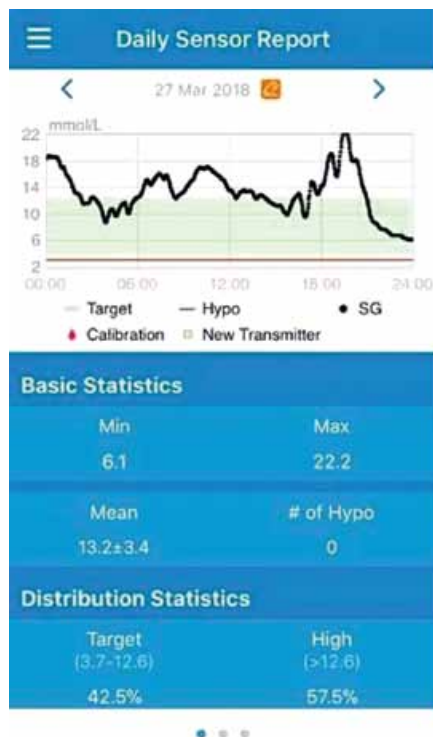 Daily Sensor Report
27 Mar 2018
mmol/L
22
18
14
10
6
2
00:00 06:00 12:00 18:00 24:00
Target Hypo SG
Calibration New Transmitter
Basic Statistics
Min Max
6.1 22.2
Mean # of Hypo
13.2±3.4 0
Distribution Statistics
Target High
(3.7-12.6) (>12.6)
42.5% 57.5%